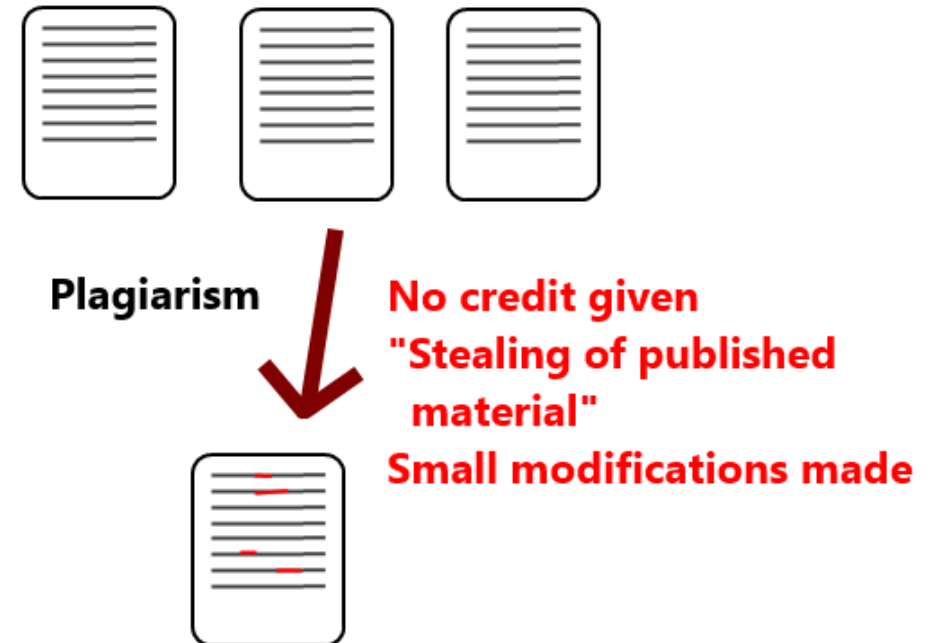 Plagiarism
No credit given
"Stealing of published
material"
Small modifications made